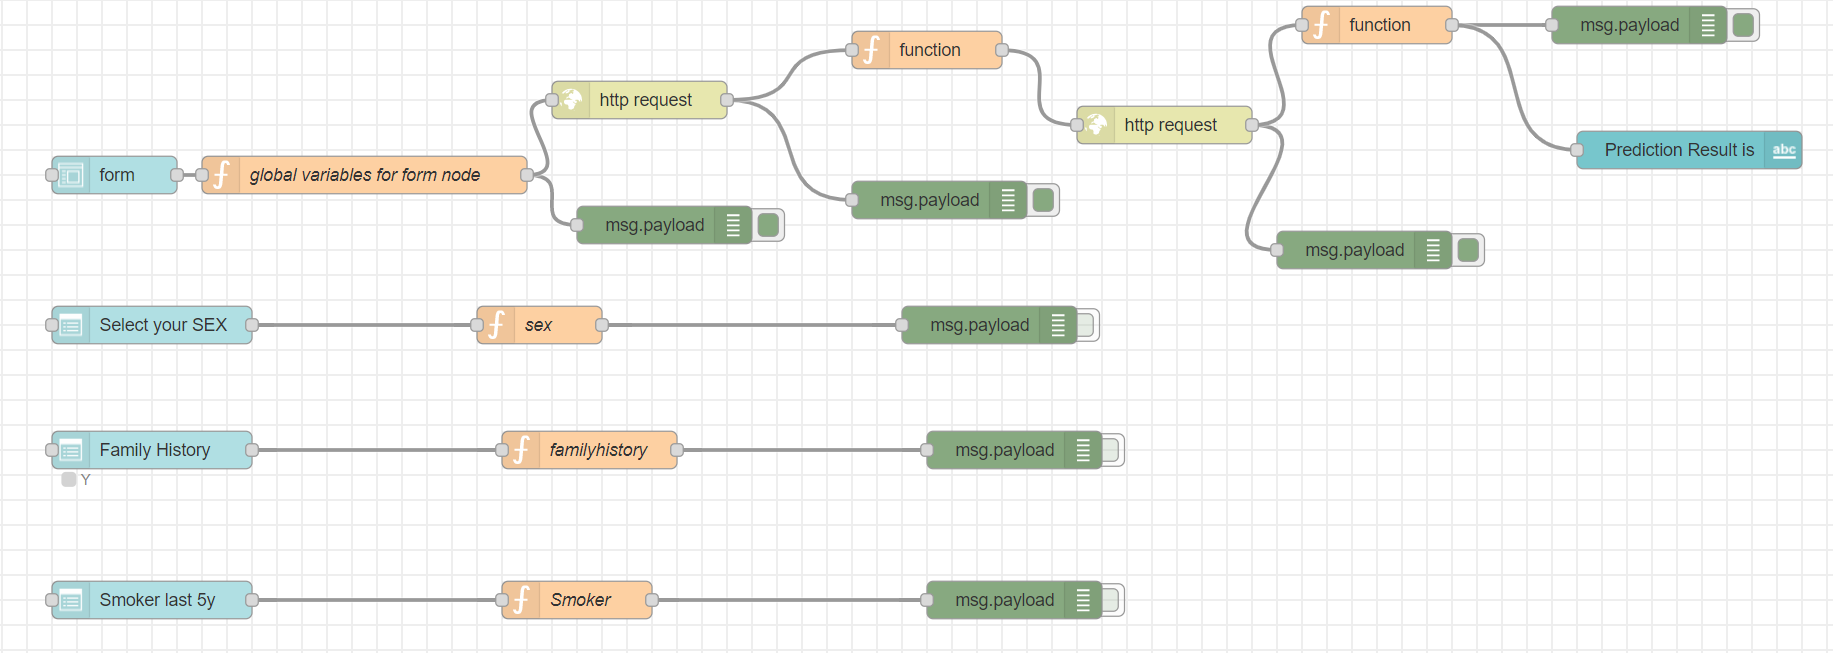 function
msg.payload
function
http request
http request
Prediction Result is
abc
form
global variables for form node
msg.payload
msg.payload
msg.payload
Select your SEX
sex
msg.payload
Family History
familyhistory
msg.payload
Y
Smoker last 5y
Smoker
msg.payload